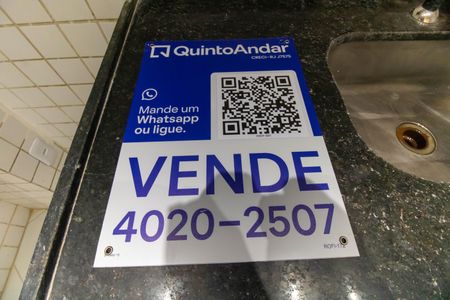 QuintoAndar
CRECI-RJ J7575
Mande um
Whatsapp
ou ligue.
VENDE
4020-2507